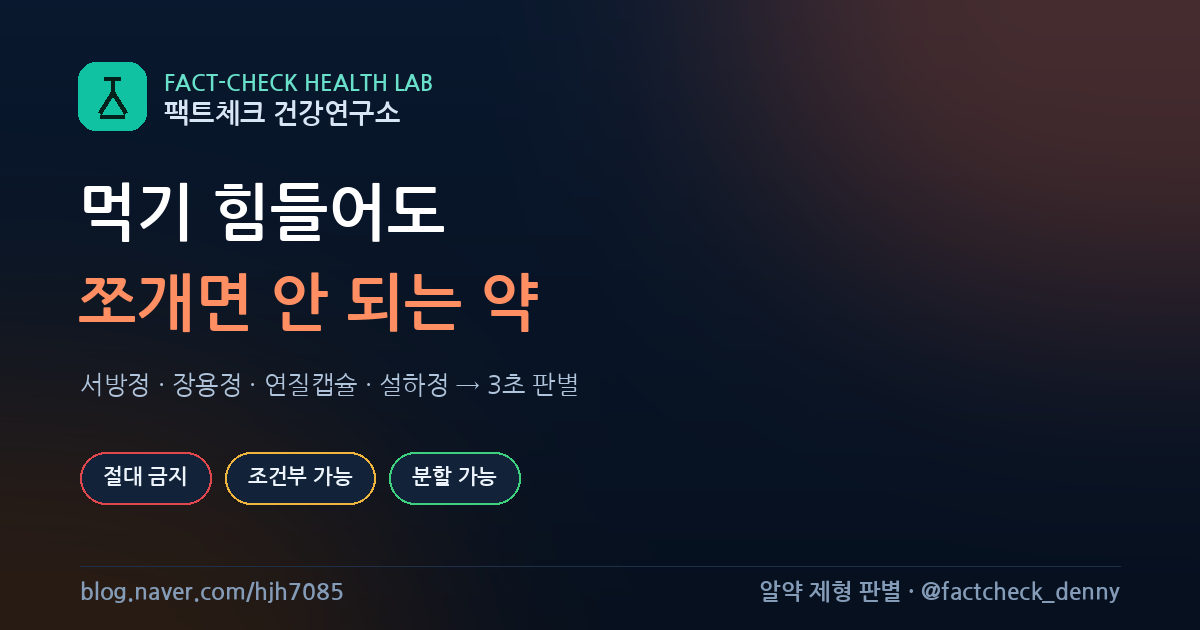 FACT-CHECK HEALTH LAB
팩트체크 건강연구소
먹기 힘들어도
쪼개면 안 되는 약
서방정 · 장용정 · 연질캡슐 · 설하정 → 3초 판별
절대 금지
조건부 가능
분할 가능
blog.naver.com/hjh7085
알약 제형 판별 · @factcheck_denny